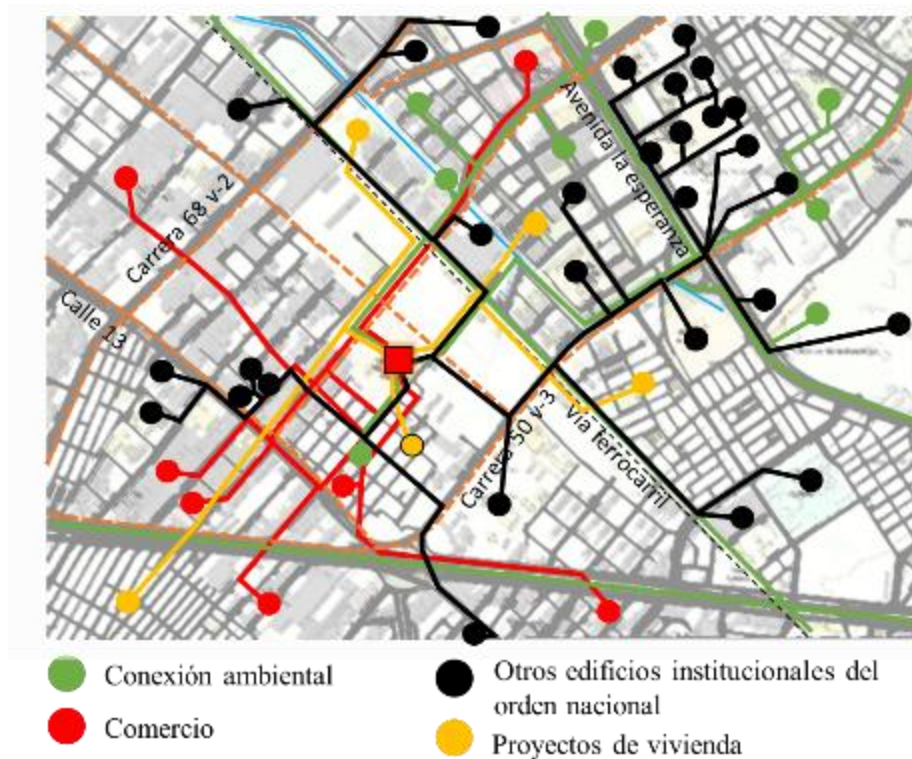 Avenida la esperanza
Carrera 68 v-2
Calle 13
Carrera 50 v-3
Vía ferrocarril
Conexión ambiental
Comercio
Otros edificios institucionales del
orden nacional
Proyectos de vivienda